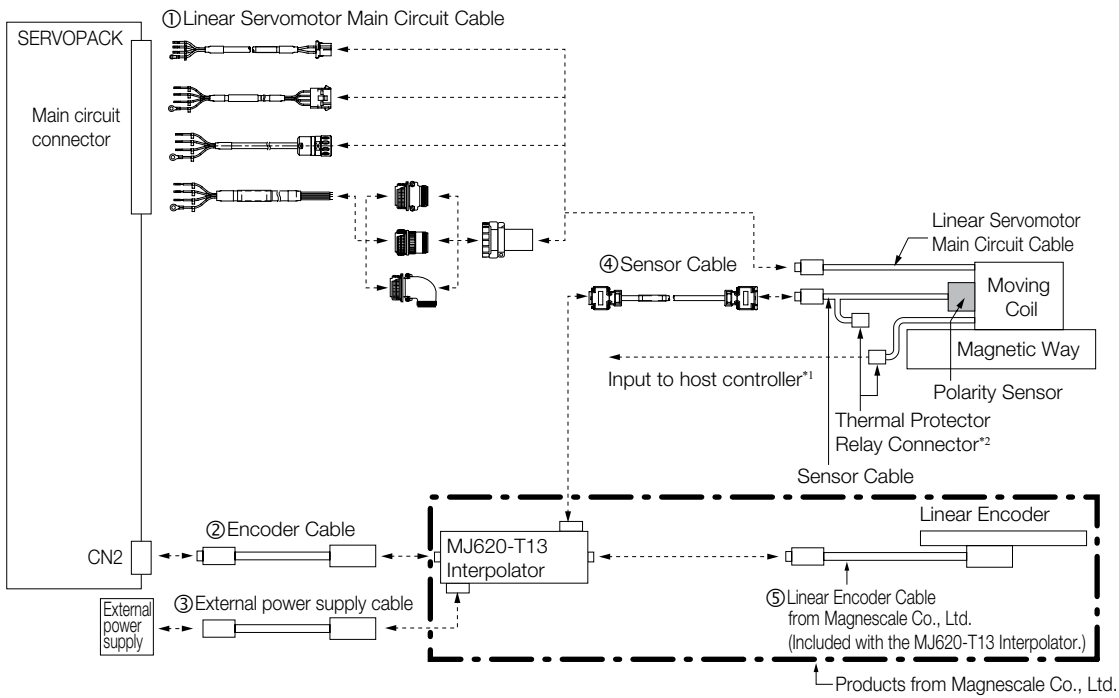 ①Linear Servomotor Main Circuit Cable
SERVOPACK
Main circuit
connector
Linear Servomotor
Main Circuit Cable
④Sensor Cable
Moving
Coil
Magnetic Way
Input to host controller*1
Polarity Sensor
Thermal Protector
Relay Connector*2
Sensor Cable
②Encoder Cable
Linear Encoder
CN2
MJ620-T13
Interpolator
③External power supply cable
External
power
supply
⑤Linear Encoder Cable
from Magnescale Co., Ltd.
(Included with the MJ620-T13 Interpolator.)
Products from Magnescale Co., Ltd.